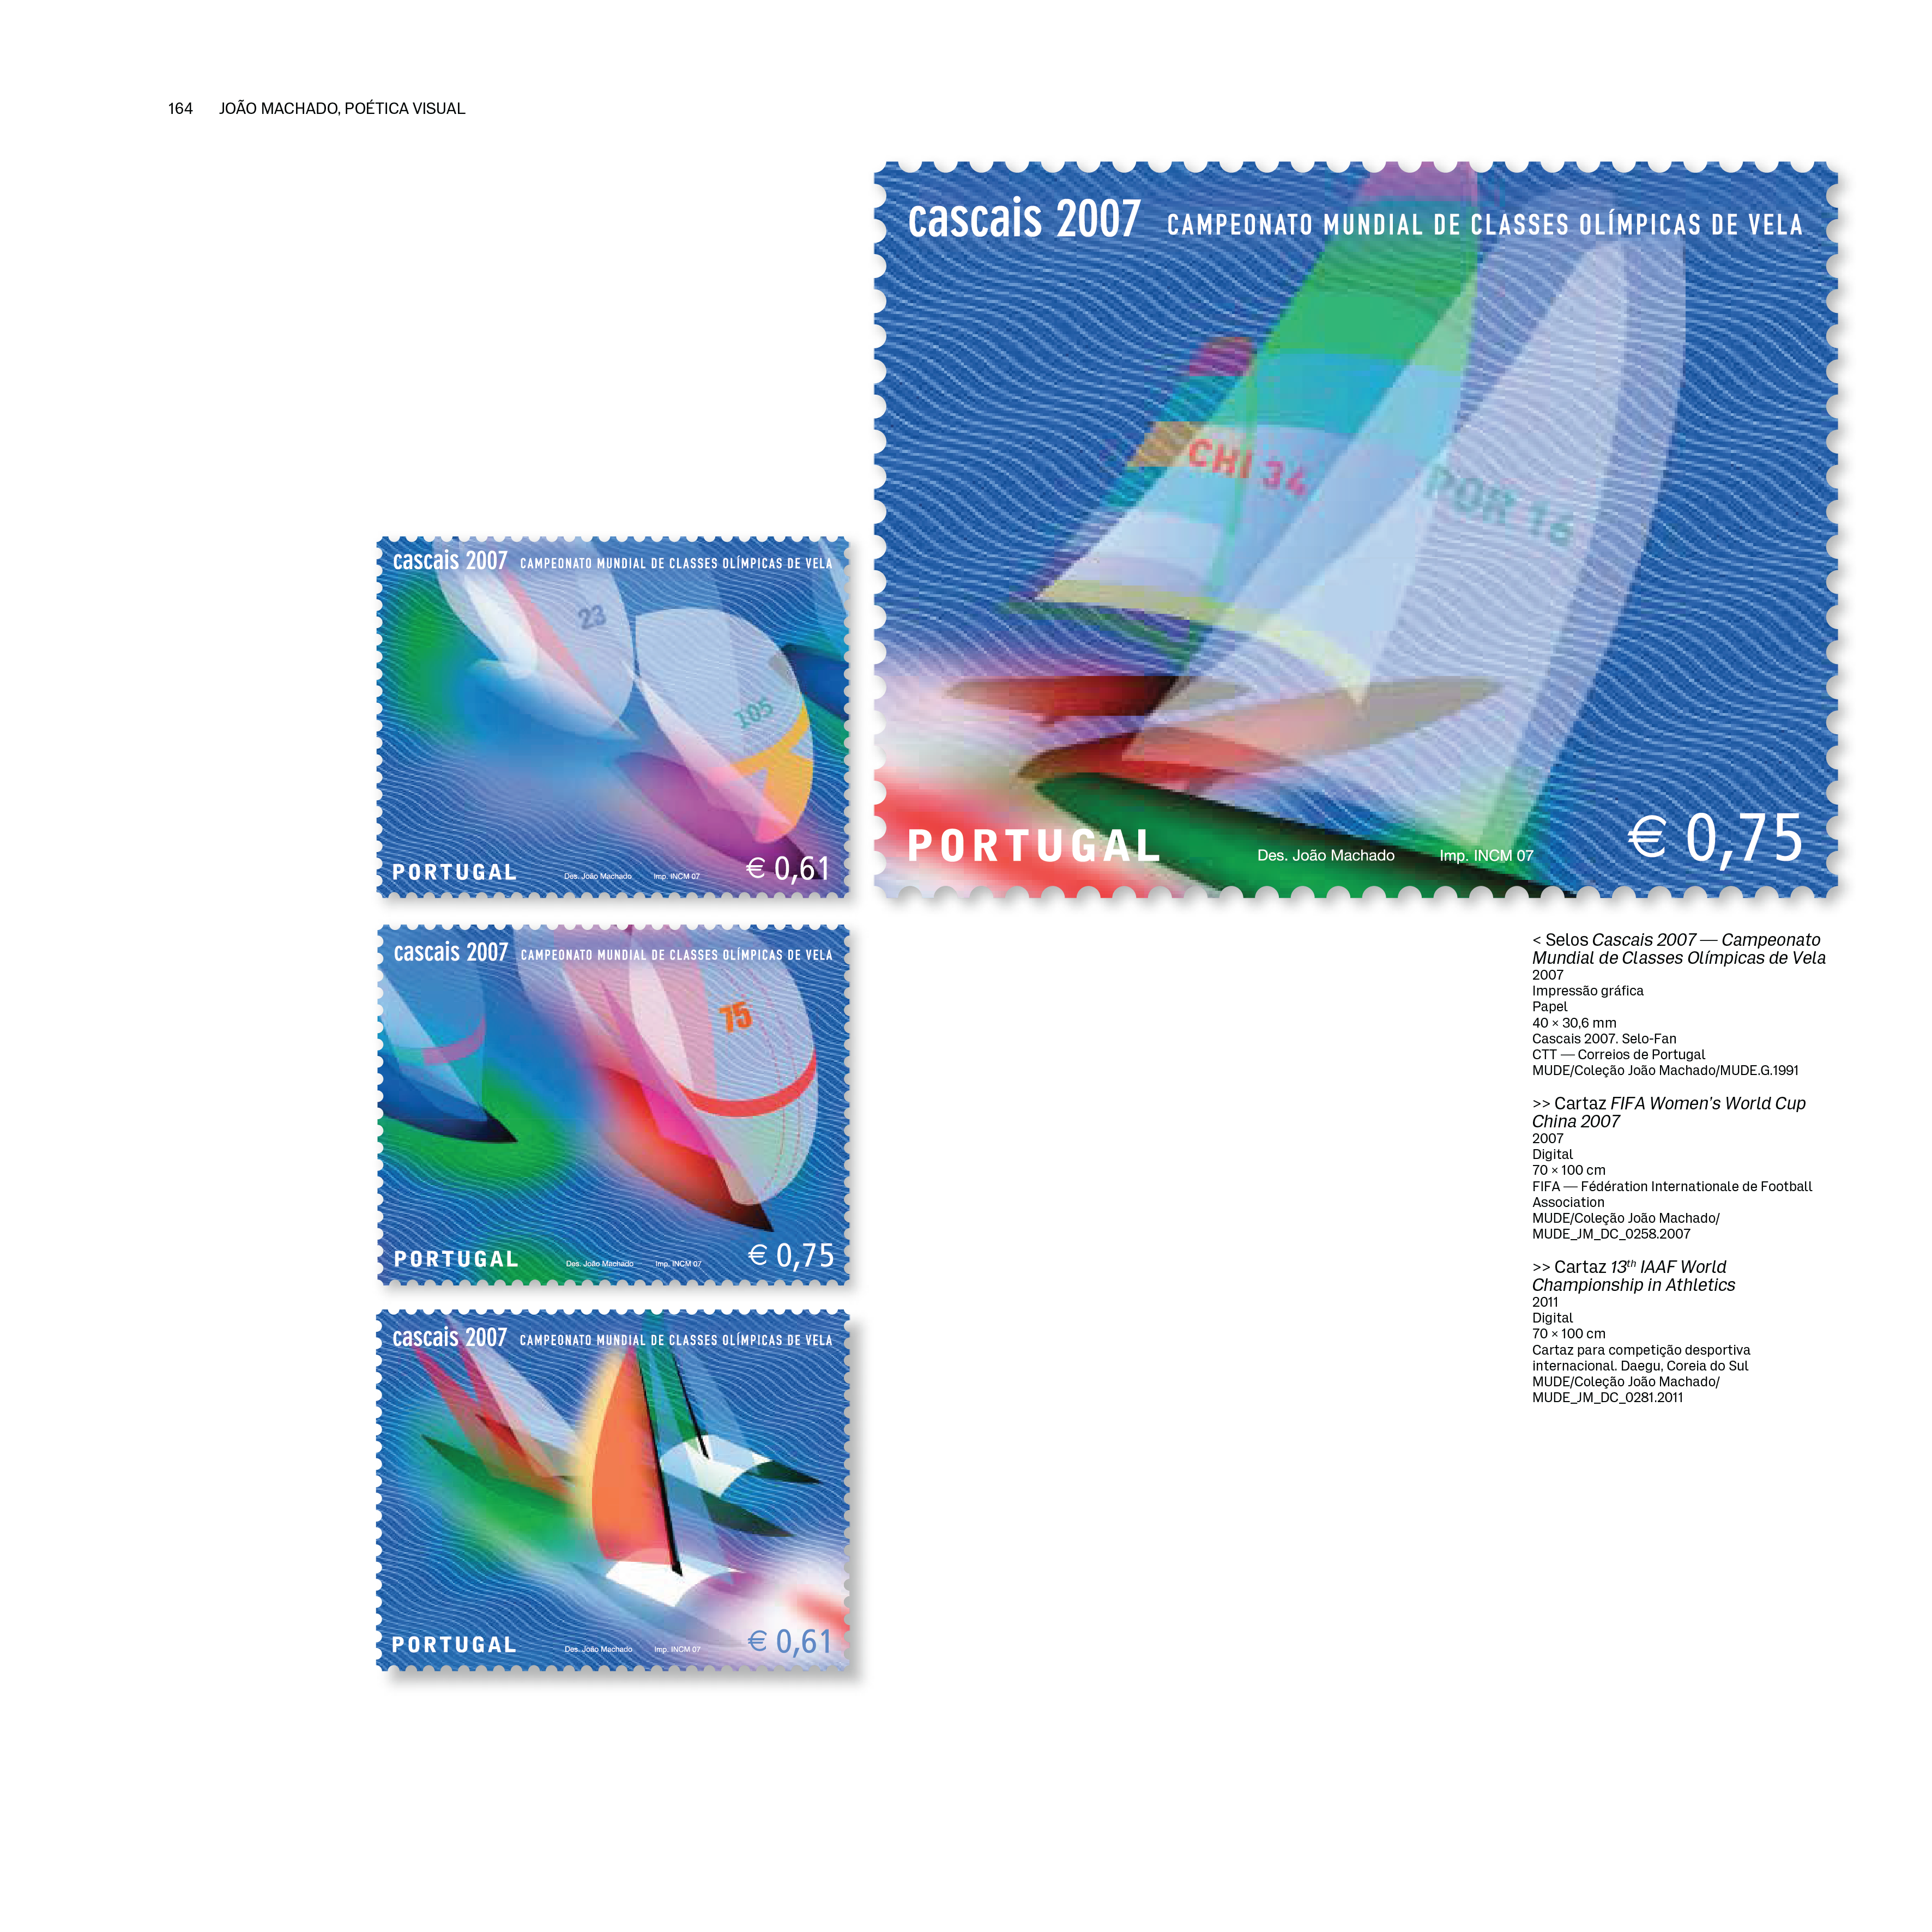 164 JOÃO MACHADO, POÉTICA VISUAL
cascais 2007 CAMPEONATO MUNDIAL DE CLASSES OLÍMPICAS DE VELA
CHI 34
POR 16
PORTUGAL Des. João Machado Imp. INCM 07 € 0,75
cascais 2007 CAMPEONATO MUNDIAL DE CLASSES OLÍMPICAS DE VELA
23
105
PORTUGAL Des. João Machado Imp. INCM 07 € 0,61
cascais 2007 CAMPEONATO MUNDIAL DE CLASSES OLÍMPICAS DE VELA
75
PORTUGAL Des. João Machado Imp. INCM 07 € 0,75
cascais 2007 CAMPEONATO MUNDIAL DE CLASSES OLÍMPICAS DE VELA
PORTUGAL Des. João Machado Imp. INCM 07 € 0,61
< Selos Cascais 2007 — Campeonato
Mundial de Classes Olímpicas de Vela
2007
Impressão gráfica
Papel
40 × 30,6 mm
Cascais 2007. Selo-Fan
CTT — Correios de Portugal
MUDE/Coleção João Machado/MUDE.G.1991
>> Cartaz FIFA Women's World Cup
China 2007
2007
Digital
70 × 100 cm
FIFA — Fédération Internationale de Football
Association
MUDE/Coleção João Machado/
MUDE_JM_DC_0258.2007
>> Cartaz 13th IAAF World
Championship in Athletics
2011
Digital
70 × 100 cm
Cartaz para competição desportiva
internacional. Daegu, Coreia do Sul
MUDE/Coleção João Machado/
MUDE_JM_DC_0281.2011